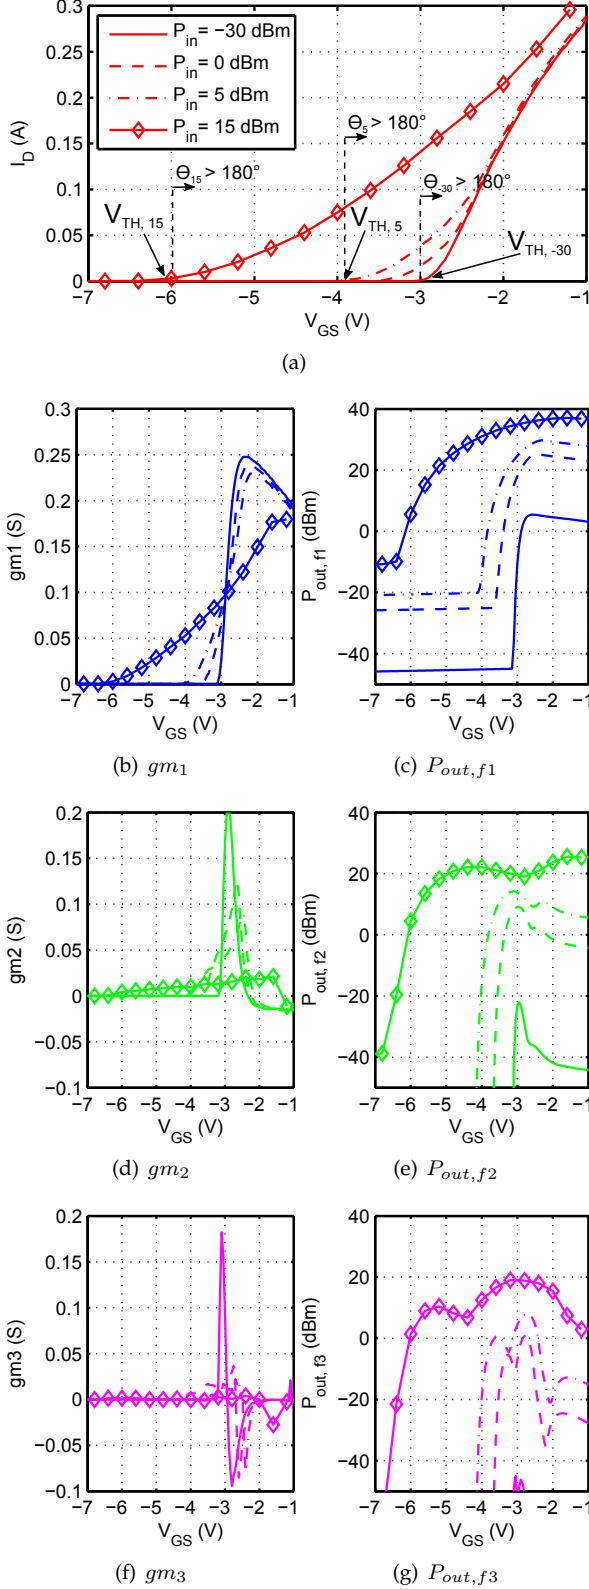 0.3
0.25
0.2
0.15
0.1
0.05
0
I_D (A)
P_in = −30 dBm
P_in = 0 dBm
P_in = 5 dBm
P_in = 15 dBm
Θ_15 > 180°
Θ_5 > 180°
Θ_-30 > 180°
V_TH, 15
V_TH, 5
V_TH, -30
−7 −6 −5 −4 −3 −2 −1
V_GS (V)
(a)
0.3
0.25
0.2
0.15
0.1
0.05
0
gm1 (S)
−7 −6 −5 −4 −3 −2 −1
V_GS (V)
(b) gm_1
40
20
0
−20
−40
P_out, f1 (dBm)
−7 −6 −5 −4 −3 −2 −1
V_GS (V)
(c) P_out,f1
0.2
0.15
0.1
0.05
0
−0.05
−0.1
gm2 (S)
−7 −6 −5 −4 −3 −2 −1
V_GS (V)
(d) gm_2
40
20
0
−20
−40
P_out, f2 (dBm)
−7 −6 −5 −4 −3 −2 −1
V_GS (V)
(e) P_out,f2
0.2
0.15
0.1
0.05
0
−0.05
−0.1
gm3 (S)
−7 −6 −5 −4 −3 −2 −1
V_GS (V)
(f) gm_3
40
20
0
−20
−40
P_out, f3 (dBm)
−7 −6 −5 −4 −3 −2 −1
V_GS (V)
(g) P_out,f3